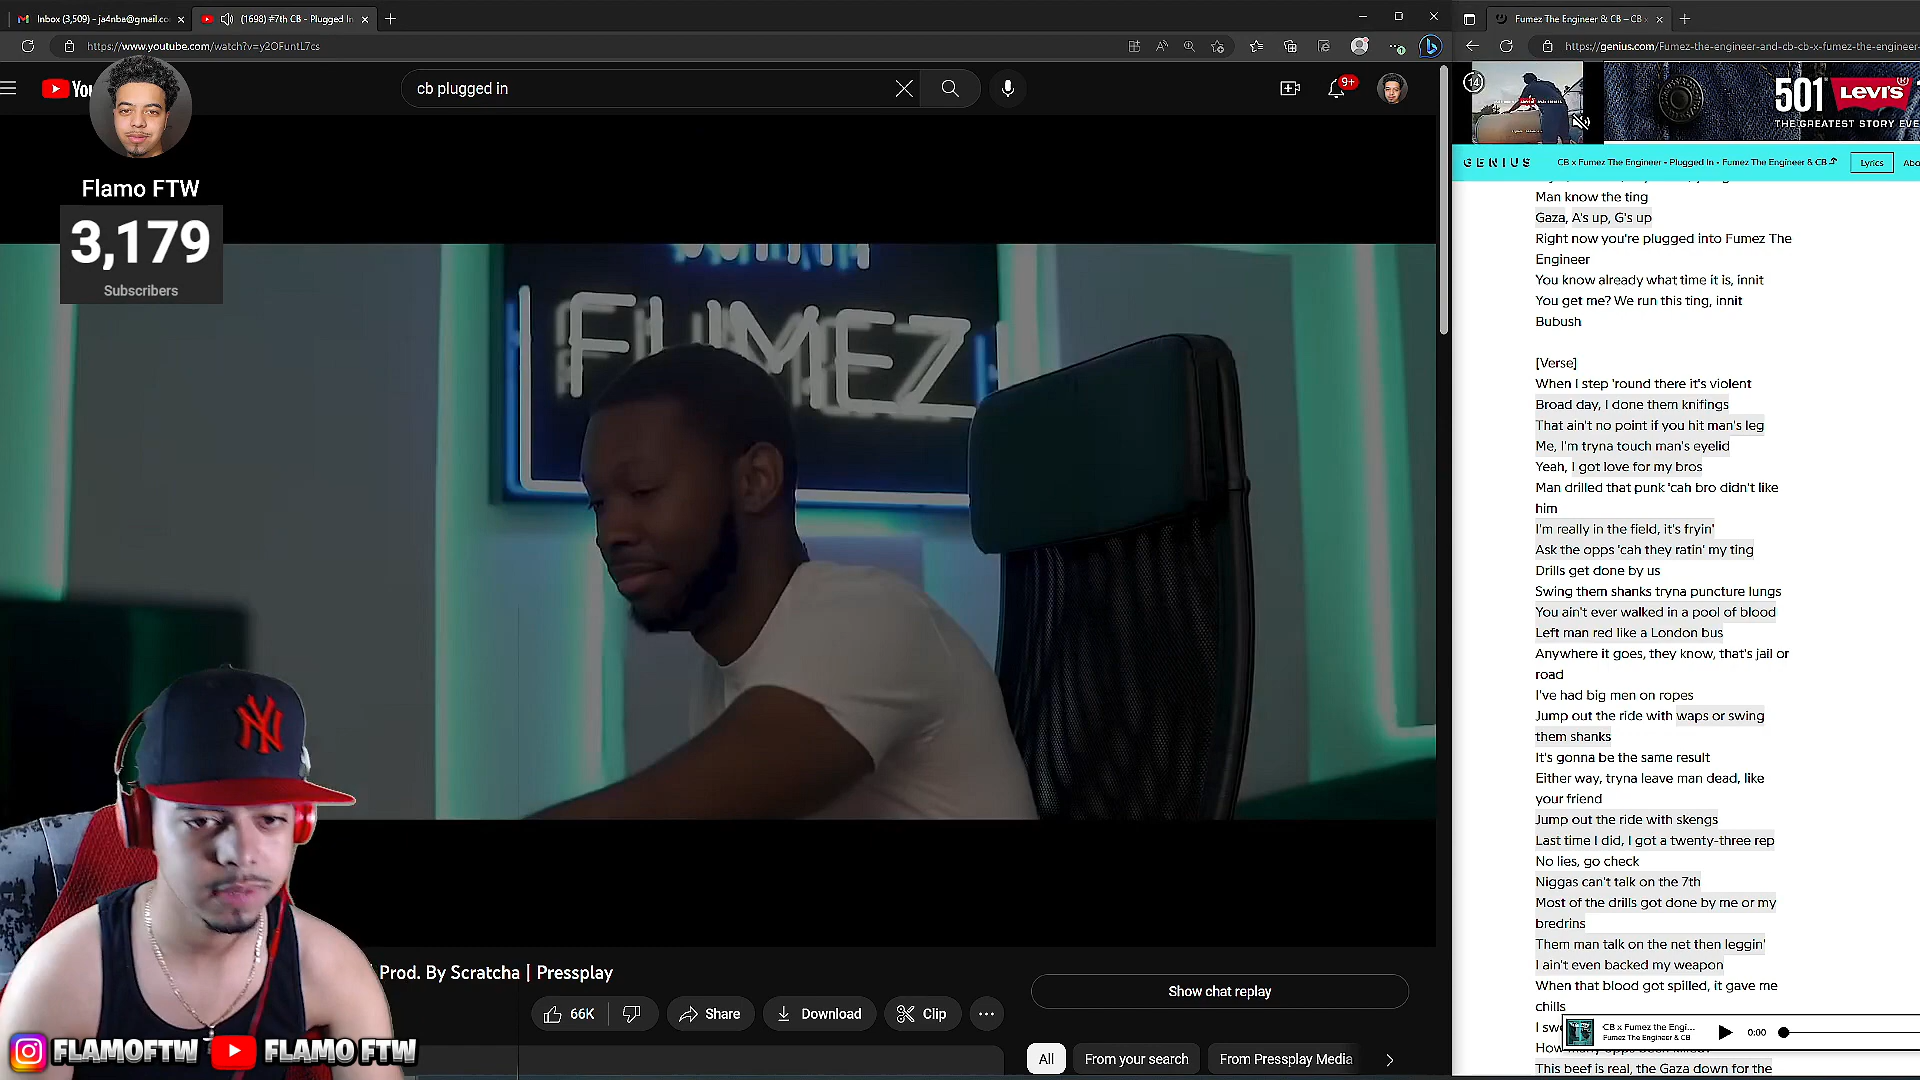 Inbox (3,509) - ja4nba@gmail.co
(1698) #7th CB - Plugged In
Fumez The Engineer & CB – CB
https://www.youtube.com/watch?v=y2OFuntL7cs
https://genius.com/Fumez-the-engineer-and-cb-cb-x-fumez-the-engineer-
You
cb plugged in
9+
14
501 LEVI'S
THE GREATEST STORY EVE
GENIUS
CB x Fumez The Engineer - Plugged In - Fumez The Engineer & CB
Lyrics
Abo
Flamo FTW
3,179
Subscribers
FUMEZ
Man know the ting
Gaza, A's up, G's up
Right now you're plugged into Fumez The
Engineer
You know already what time it is, innit
You get me? We run this ting, innit
Bubush
[Verse]
When I step 'round there it's violent
Broad day, I done them knifings
That ain't no point if you hit man's leg
Me, I'm tryna touch man's eyelid
Yeah, I got love for my bros
Man drilled that punk 'cah bro didn't like
him
I'm really in the field, it's fryin'
Ask the opps 'cah they ratin' my ting
Drills get done by us
Swing them shanks tryna puncture lungs
You ain't ever walked in a pool of blood
Left man red like a London bus
Anywhere it goes, they know, that's jail or
road
I've had big men on ropes
Jump out the ride with waps or swing
them shanks
It's gonna be the same result
Either way, tryna leave man dead, like
your friend
Jump out the ride with skengs
Last time I did, I got a twenty-three rep
No lies, go check
Niggas can't talk on the 7th
Most of the drills got done by me or my
bredrins
Them man talk on the net then leggin'
I ain't even backed my weapon
When that blood got spilled, it gave me
chills
I swe
How
This beef is real, the Gaza down for the
CB x Fumez the Engi...
Fumez The Engineer & CB
0:00
NY
Prod. By Scratcha | Pressplay
66K
Share
Download
Clip
Show chat replay
All
From your search
From Pressplay Media
FLAMOFTW
FLAMO FTW